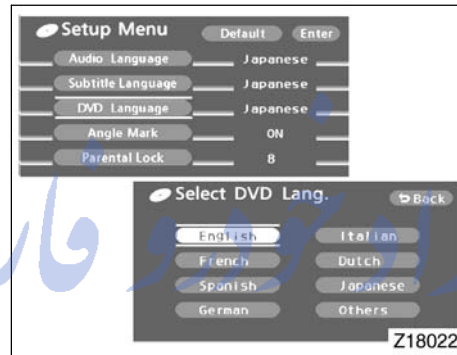 Setup Menu Default Enter
Audio Language Japanese
Subtitle Language Japanese
DVD Language Japanese
Angle Mark ON
Parental Lock 8
Select DVD Lang. Back
English Italian
French Dutch
Spanish Japanese
German Others
Z18022